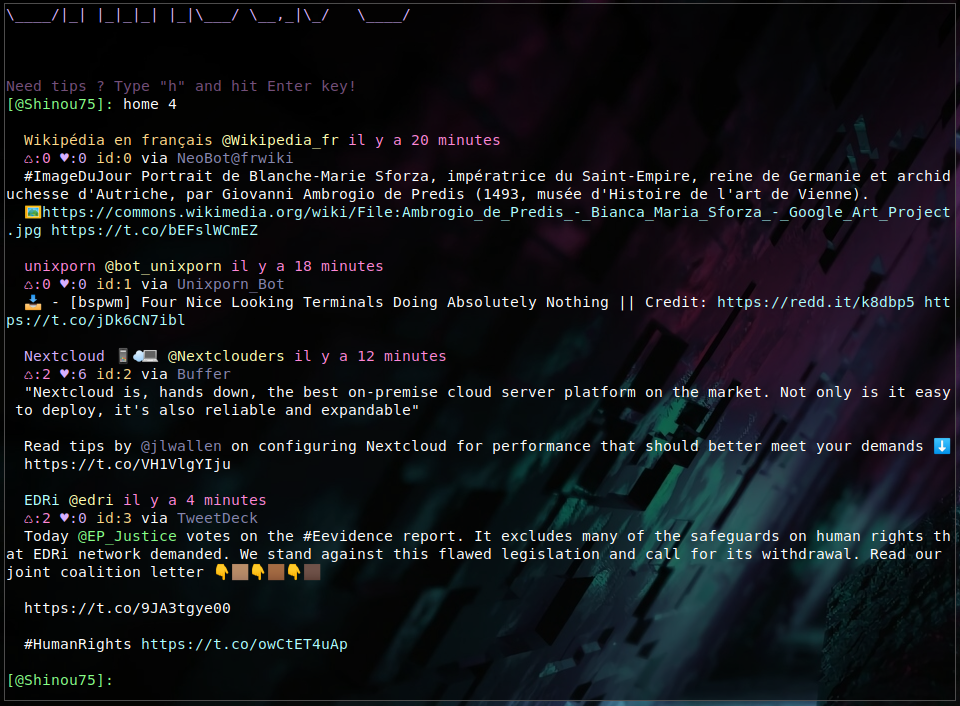 \____/|_| |_|_|_| |_|\___/ \__,_|\_/   \____/
Need tips ? Type "h" and hit Enter key!
[@Shinou75]: home 4
Wikipédia en français @Wikipedia_fr il y a 20 minutes
♺:0 ♥:0 id:0 via NeoBot@frwiki
#ImageDuJour Portrait de Blanche-Marie Sforza, impératrice du Saint-Empire, reine de Germanie et archid
uchesse d'Autriche, par Giovanni Ambrogio de Predis (1493, musée d'Histoire de l'art de Vienne).
🖼️https://commons.wikimedia.org/wiki/File:Ambrogio_de_Predis_-_Bianca_Maria_Sforza_-_Google_Art_Project
.jpg https://t.co/bEFslWCmEZ
unixporn @bot_unixporn il y a 18 minutes
♺:0 ♥:0 id:1 via Unixporn_Bot
📥 - [bspwm] Four Nice Looking Terminals Doing Absolutely Nothing || Credit: https://redd.it/k8dbp5 htt
ps://t.co/jDk6CN7ibl
Nextcloud 🖥☁️💻 @Nextclouders il y a 12 minutes
♺:2 ♥:6 id:2 via Buffer
"Nextcloud is, hands down, the best on-premise cloud server platform on the market. Not only is it easy
to deploy, it's also reliable and expandable"
Read tips by @jlwallen on configuring Nextcloud for performance that should better meet your demands ⬇️
https://t.co/VH1VlgYIju
EDRi @edri il y a 4 minutes
♺:2 ♥:0 id:3 via TweetDeck
Today @EP_Justice votes on the #Eevidence report. It excludes many of the safeguards on human rights th
at EDRi network demanded. We stand against this flawed legislation and call for its withdrawal. Read our
joint coalition letter 👇🏽👇🏾👇🏿
https://t.co/9JA3tgye00
#HumanRights https://t.co/owCtET4uAp
[@Shinou75]: